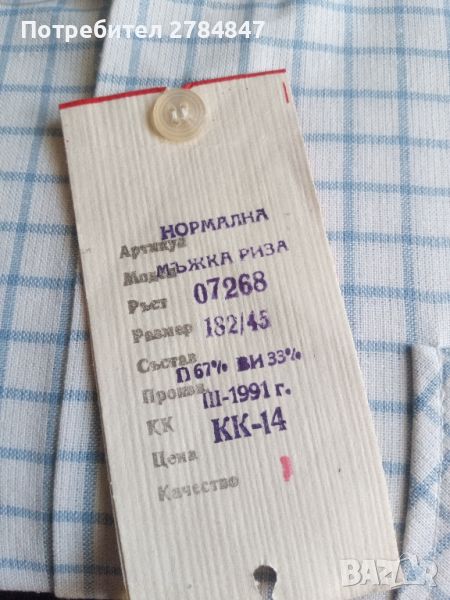 Потребител 2784847
НОРМАЛНА
Артикул
МЪЖКА РИЗА
Модел
07268
Ръст
182/45
Размер
Състав
П 67% ВИ 33%
Произв.
III-1991 г.
КК
КК-14
Цена
Качество
BAZAR